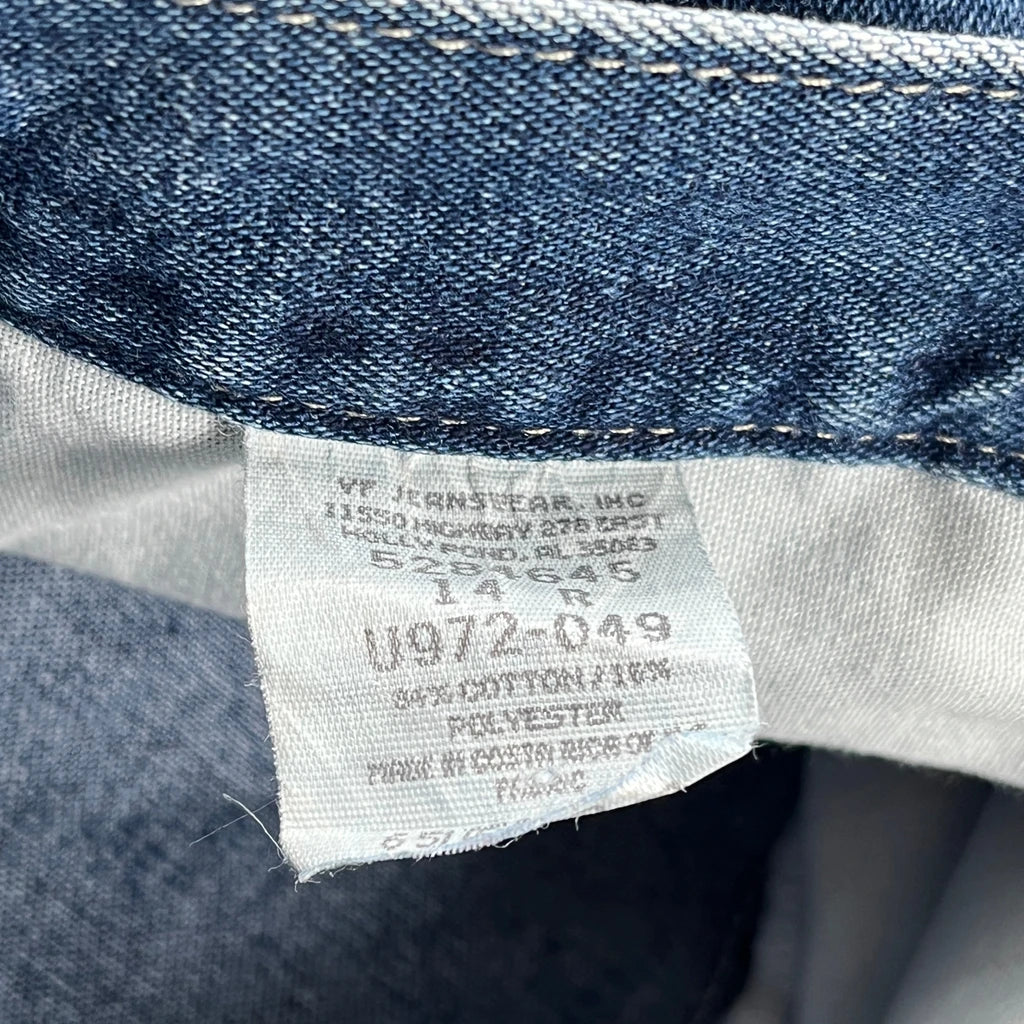 VF JEANSWEAR, INC
11550 HIGHWAY 278 EAST
HOLLY POND, AL 35083
5284645
14 R
U972-049
84% COTTON / 16%
POLYESTER
MADE IN COSTA RICA OF